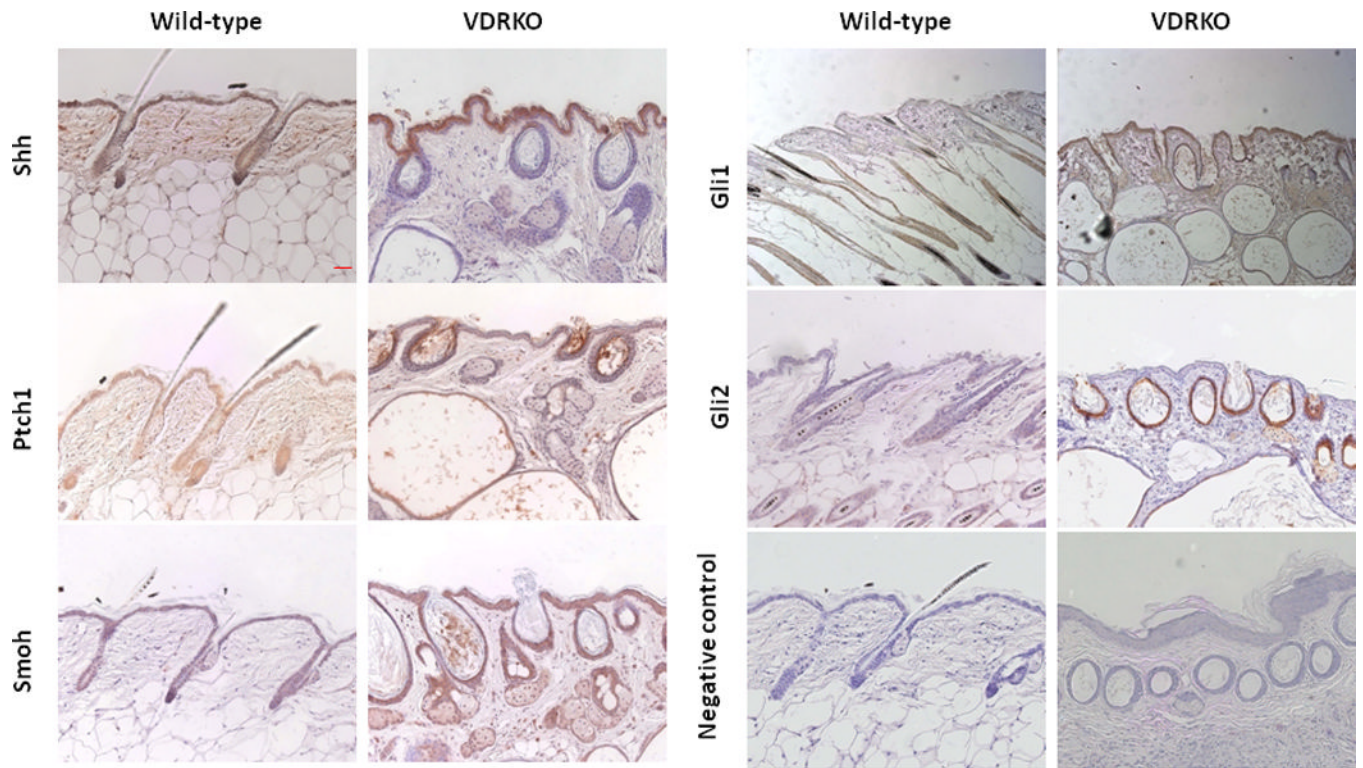 Wild-type VDRKO Wild-type VDRKO
Shh
Gli1
Ptch1
Gli2
Smoh
Negative control